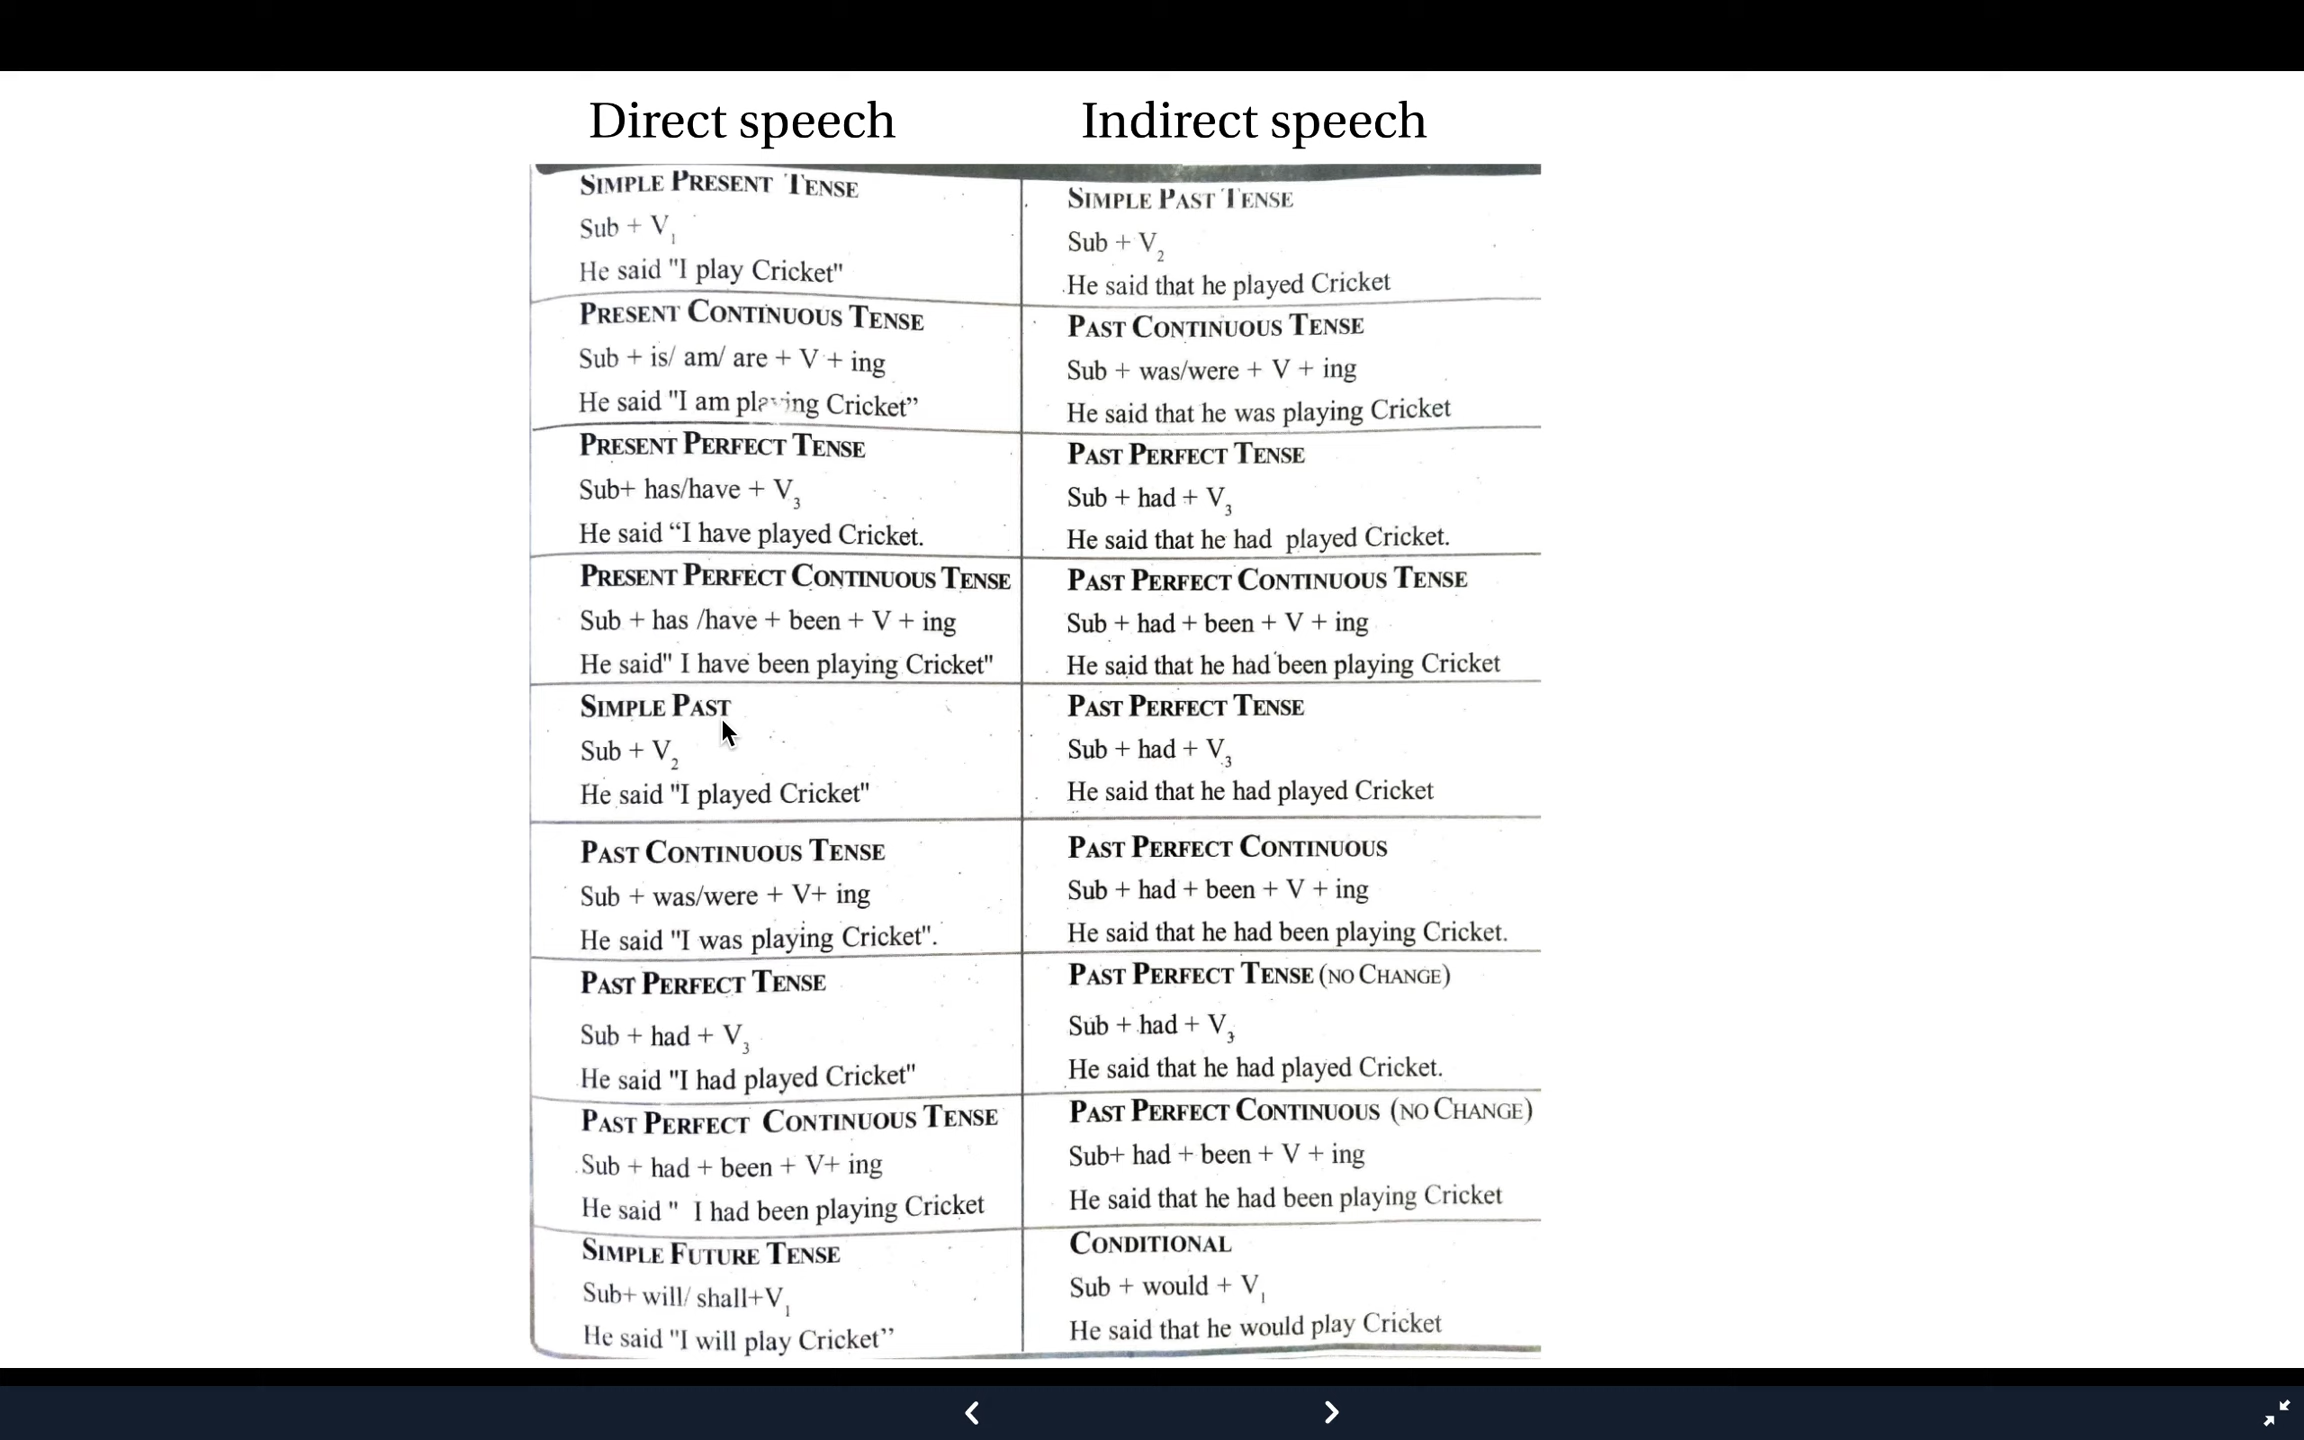 Direct speech
Indirect speech
SIMPLE PRESENT TENSE
Sub + V1
He said "I play Cricket"
SIMPLE PAST TENSE
Sub + V2
He said that he played Cricket
PRESENT CONTINUOUS TENSE
Sub + is/ am/ are + V + ing
He said "I am playing Cricket”
PAST CONTINUOUS TENSE
Sub + was/were + V + ing
He said that he was playing Cricket
PRESENT PERFECT TENSE
Sub+ has/have + V3
He said “I have played Cricket.
PAST PERFECT TENSE
Sub + had + V3
He said that he had played Cricket.
PRESENT PERFECT CONTINUOUS TENSE
Sub + has /have + been + V + ing
He said" I have been playing Cricket"
PAST PERFECT CONTINUOUS TENSE
Sub + had + been + V + ing
He said that he had been playing Cricket
SIMPLE PAST
Sub + V2
He said "I played Cricket"
PAST PERFECT TENSE
Sub + had + V3
He said that he had played Cricket
PAST CONTINUOUS TENSE
Sub + was/were + V+ ing
He said "I was playing Cricket".
PAST PERFECT CONTINUOUS
Sub + had + been + V + ing
He said that he had been playing Cricket.
PAST PERFECT TENSE
Sub + had + V3
He said "I had played Cricket"
PAST PERFECT TENSE (NO CHANGE)
Sub + had + V3
He said that he had played Cricket.
PAST PERFECT CONTINUOUS TENSE
Sub + had + been + V+ ing
He said " I had been playing Cricket
PAST PERFECT CONTINUOUS (NO CHANGE)
Sub+ had + been + V + ing
He said that he had been playing Cricket
SIMPLE FUTURE TENSE
Sub+ will/ shall+V1
He said "I will play Cricket”
CONDITIONAL
Sub + would + V1
He said that he would play Cricket